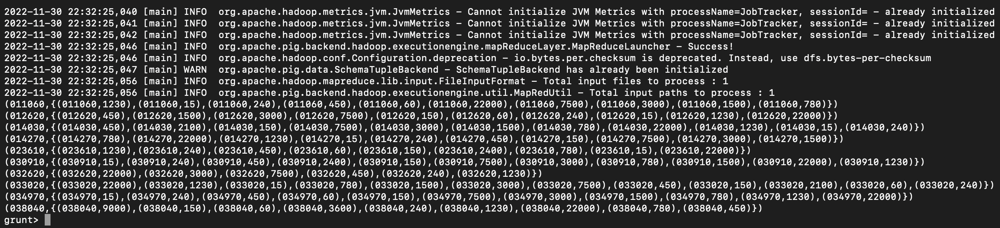 2022-11-30 22:32:25,040 [main] INFO  org.apache.hadoop.metrics.jvm.JvmMetrics - Cannot initialize JVM Metrics with processName=JobTracker, sessionId= - already initialized
2022-11-30 22:32:25,041 [main] INFO  org.apache.hadoop.metrics.jvm.JvmMetrics - Cannot initialize JVM Metrics with processName=JobTracker, sessionId= - already initialized
2022-11-30 22:32:25,042 [main] INFO  org.apache.hadoop.metrics.jvm.JvmMetrics - Cannot initialize JVM Metrics with processName=JobTracker, sessionId= - already initialized
2022-11-30 22:32:25,046 [main] INFO  org.apache.pig.backend.hadoop.executionengine.mapReduceLayer.MapReduceLauncher - Success!
2022-11-30 22:32:25,046 [main] INFO  org.apache.hadoop.conf.Configuration.deprecation - io.bytes.per.checksum is deprecated. Instead, use dfs.bytes-per-checksum
2022-11-30 22:32:25,047 [main] WARN  org.apache.pig.data.SchemaTupleBackend - SchemaTupleBackend has already been initialized
2022-11-30 22:32:25,056 [main] INFO  org.apache.hadoop.mapreduce.lib.input.FileInputFormat - Total input files to process : 1
2022-11-30 22:32:25,056 [main] INFO  org.apache.pig.backend.hadoop.executionengine.util.MapRedUtil - Total input paths to process : 1
(011060,{(011060,1230),(011060,15),(011060,240),(011060,450),(011060,60),(011060,22000),(011060,7500),(011060,3000),(011060,1500),(011060,780)})
(012620,{(012620,450),(012620,1500),(012620,3000),(012620,7500),(012620,150),(012620,60),(012620,240),(012620,15),(012620,1230),(012620,22000)})
(014030,{(014030,450),(014030,2100),(014030,150),(014030,7500),(014030,3000),(014030,1500),(014030,780),(014030,22000),(014030,1230),(014030,15),(014030,240)})
(014270,{(014270,780),(014270,22000),(014270,1230),(014270,15),(014270,240),(014270,450),(014270,150),(014270,7500),(014270,3000),(014270,1500)})
(023610,{(023610,1230),(023610,240),(023610,450),(023610,60),(023610,150),(023610,2400),(023610,780),(023610,15),(023610,22000)})
(030910,{(030910,15),(030910,240),(030910,450),(030910,2400),(030910,150),(030910,7500),(030910,3000),(030910,780),(030910,1500),(030910,22000),(030910,1230)})
(032620,{(032620,22000),(032620,3000),(032620,7500),(032620,450),(032620,240),(032620,1230)})
(033020,{(033020,22000),(033020,1230),(033020,15),(033020,780),(033020,1500),(033020,3000),(033020,7500),(033020,450),(033020,150),(033020,2100),(033020,60),(033020,240)})
(034970,{(034970,15),(034970,240),(034970,450),(034970,60),(034970,150),(034970,7500),(034970,3000),(034970,1500),(034970,780),(034970,1230),(034970,22000)})
(038040,{(038040,9000),(038040,150),(038040,60),(038040,3600),(038040,240),(038040,1230),(038040,22000),(038040,780),(038040,450)})
grunt>